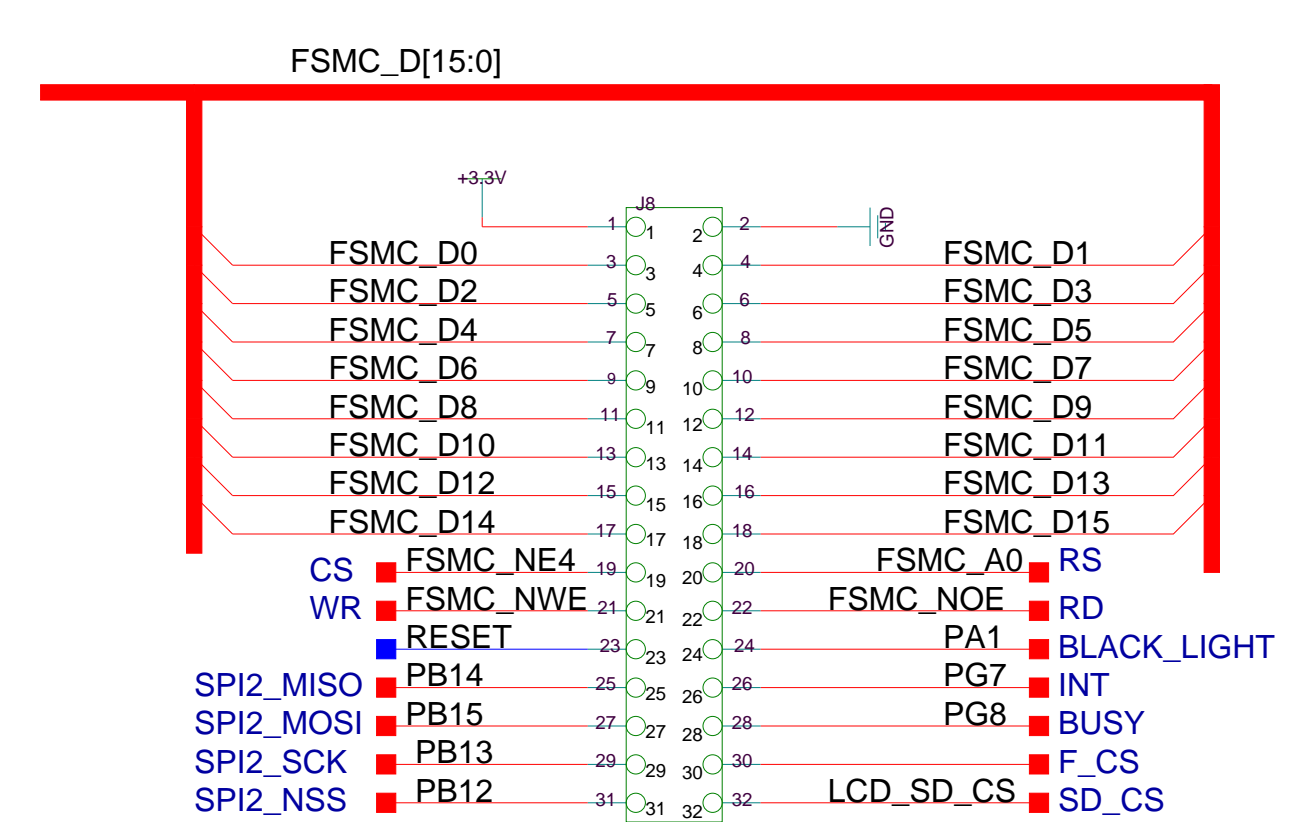 FSMC_D[15:0]
+3.3V
J8
1 1 2 2 GND
FSMC_D0 3 3 4 4 FSMC_D1
FSMC_D2 5 5 6 6 FSMC_D3
FSMC_D4 7 7 8 8 FSMC_D5
FSMC_D6 9 9 10 10 FSMC_D7
FSMC_D8 11 11 12 12 FSMC_D9
FSMC_D10 13 13 14 14 FSMC_D11
FSMC_D12 15 15 16 16 FSMC_D13
FSMC_D14 17 17 18 18 FSMC_D15
CS FSMC_NE4 19 19 20 20 FSMC_A0 RS
WR FSMC_NWE 21 21 22 22 FSMC_NOE RD
RESET 23 23 24 24 PA1 BLACK_LIGHT
SPI2_MISO PB14 25 25 26 26 PG7 INT
SPI2_MOSI PB15 27 27 28 28 PG8 BUSY
SPI2_SCK PB13 29 29 30 30 F_CS
SPI2_NSS PB12 31 31 32 32 LCD_SD_CS SD_CS